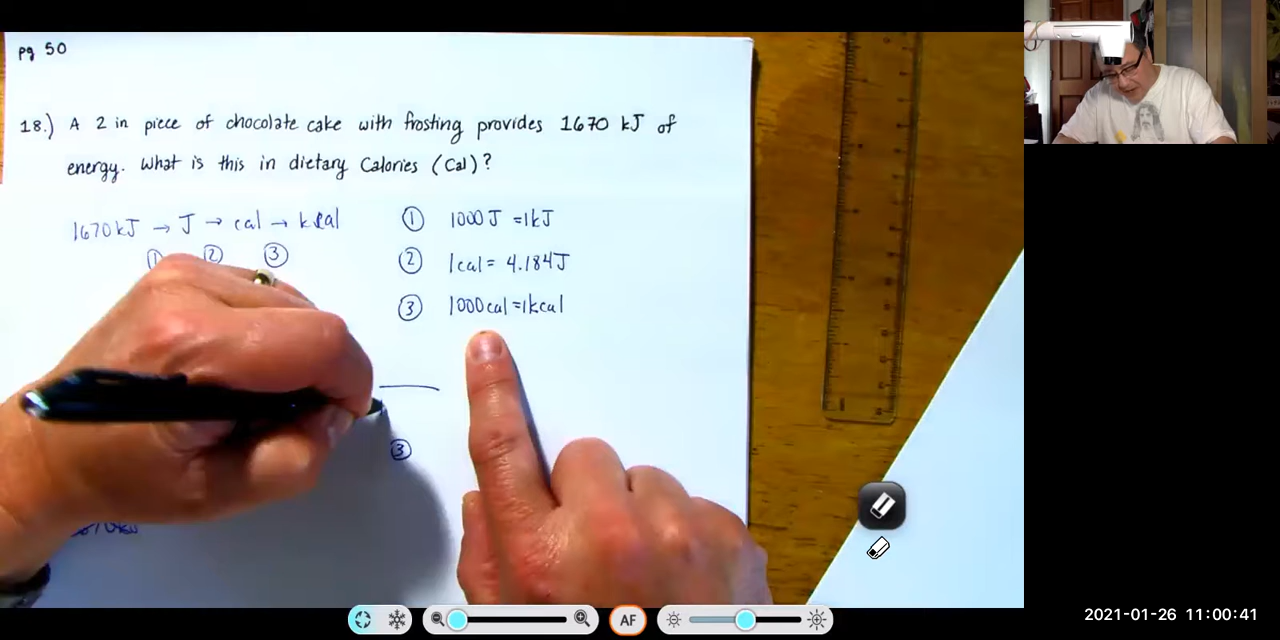 pg 50
18.) A 2 in piece of chocolate cake with frosting provides 1670 kJ of
energy. What is this in dietary Calories (Cal)?
1670 kJ → J → cal → kcal
① ② ③
① 1000 J = 1 kJ
② 1 cal = 4.184 J
③ 1000 cal = 1 kcal
③
AF
2021-01-26 11:00:41